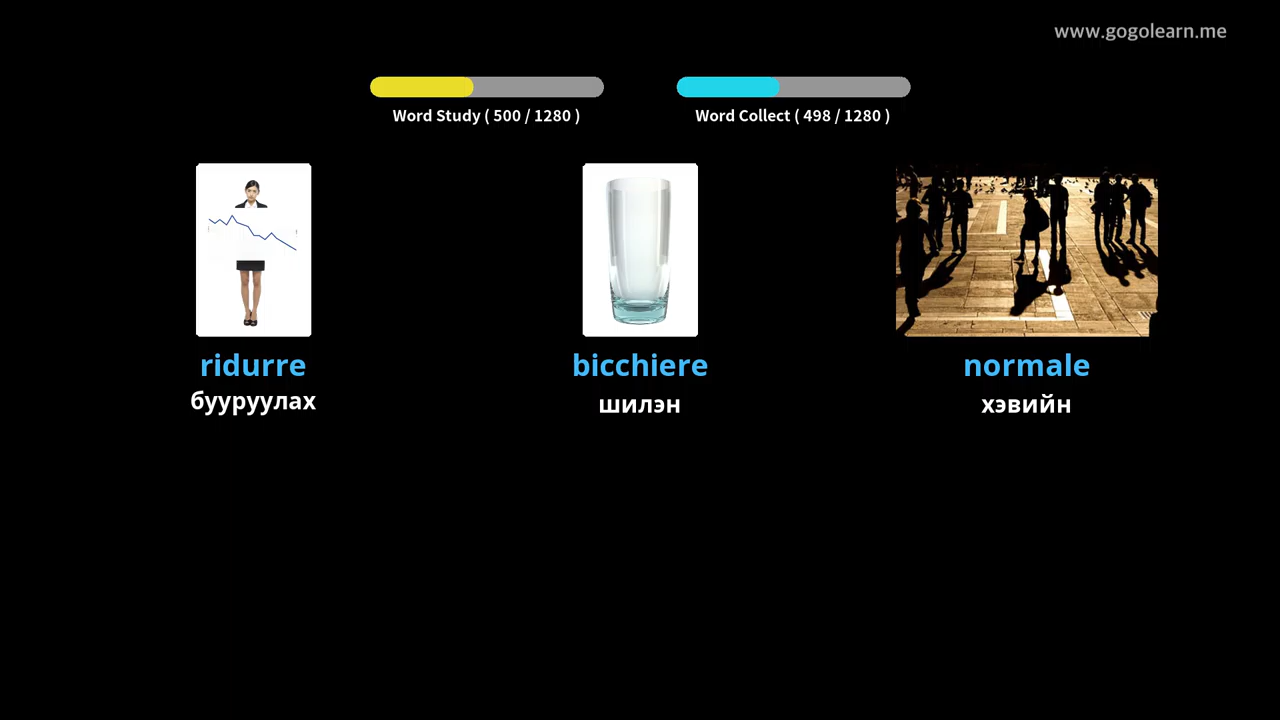 www.gogolearn.me
Word Study ( 500 / 1280 )
Word Collect ( 498 / 1280 )
ridurre
bicchiere
normale
бууруулах
шилэн
хэвийн